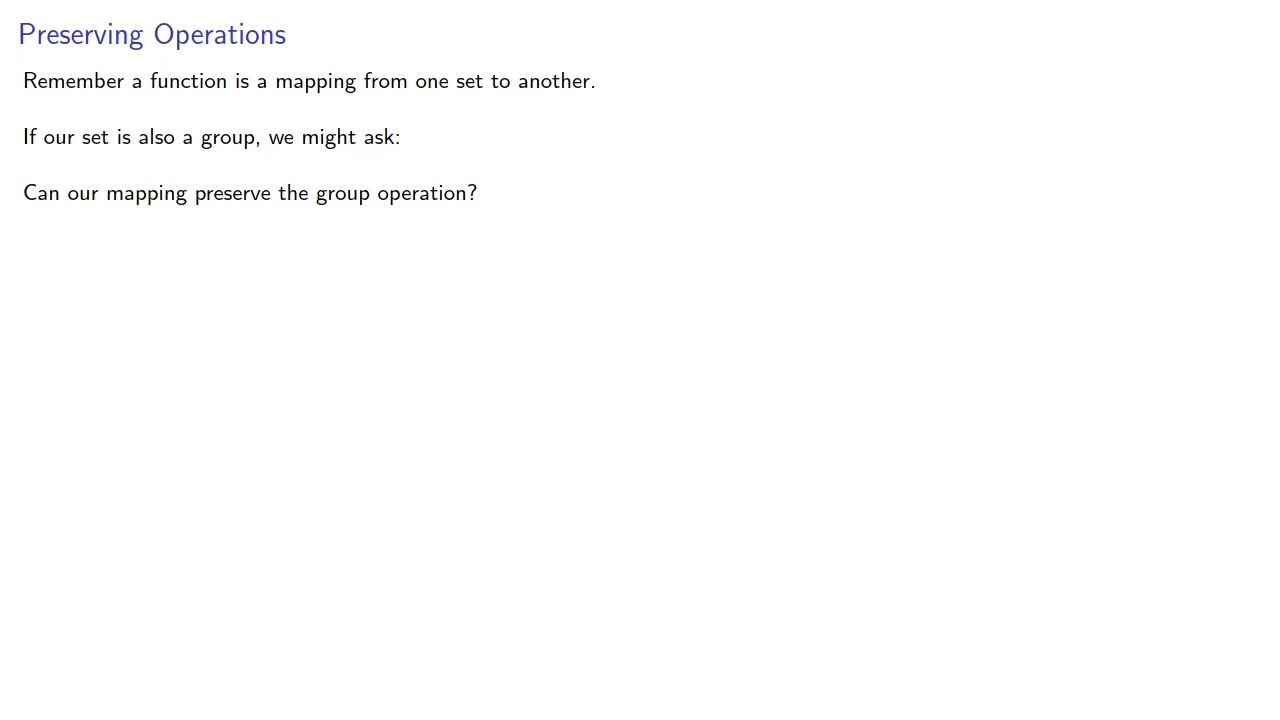 Preserving Operations
Remember a function is a mapping from one set to another.
If our set is also a group, we might ask:
Can our mapping preserve the group operation?